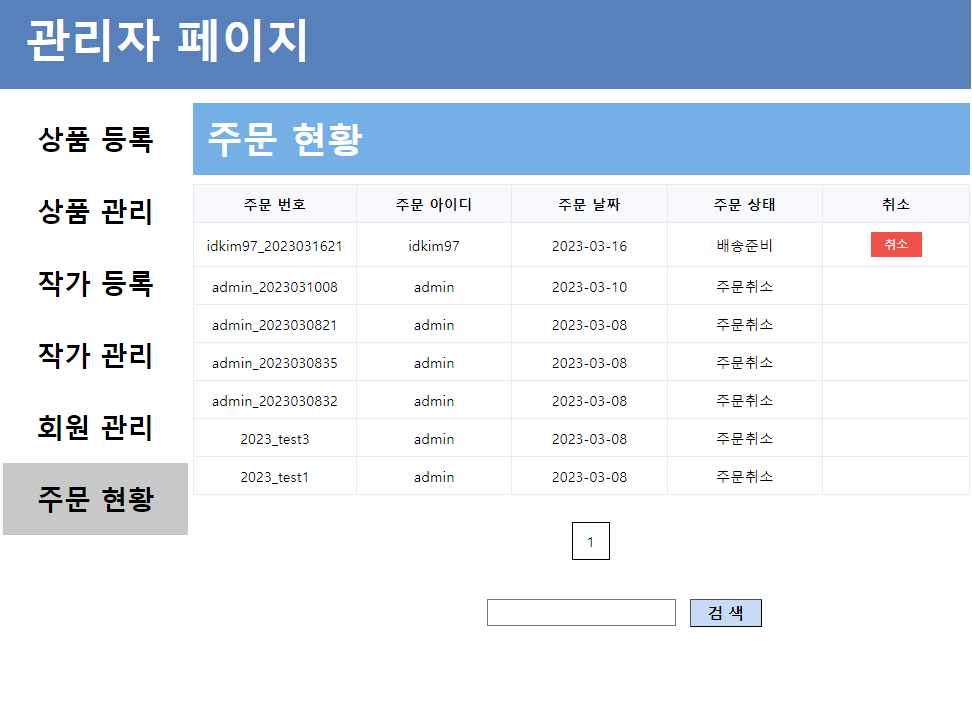 관리자 페이지
상품 등록
상품 관리
작가 등록
작가 관리
회원 관리
주문 현황
주문 현황
주문 번호 주문 아이디 주문 날짜 주문 상태 취소
idkim97_2023031621 idkim97 2023-03-16 배송준비 취소
admin_2023031008 admin 2023-03-10 주문취소
admin_2023030821 admin 2023-03-08 주문취소
admin_2023030835 admin 2023-03-08 주문취소
admin_2023030832 admin 2023-03-08 주문취소
2023_test3 admin 2023-03-08 주문취소
2023_test1 admin 2023-03-08 주문취소
1
검 색